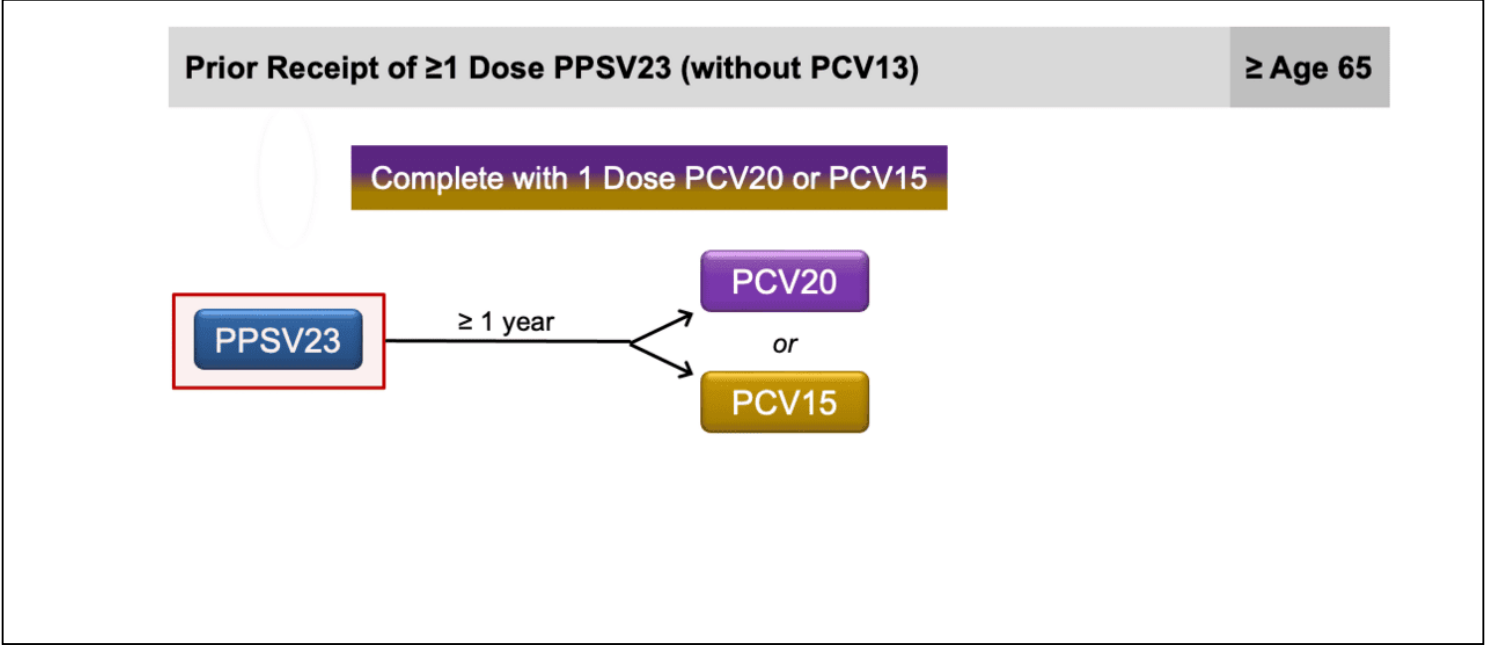 Prior Receipt of ≥1 Dose PPSV23 (without PCV13)
≥ Age 65
Complete with 1 Dose PCV20 or PCV15
PPSV23
≥ 1 year
PCV20
or
PCV15